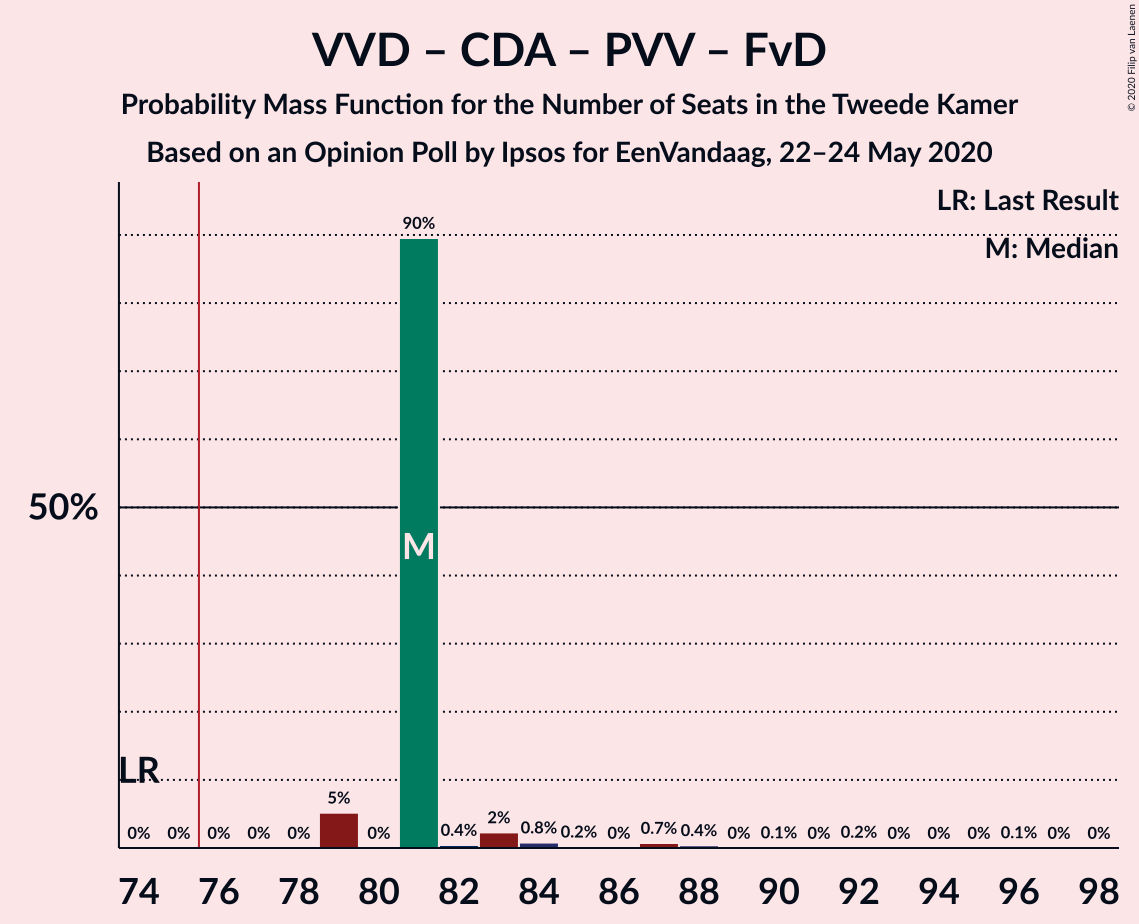 VVD – CDA – PVV – FvD
Probability Mass Function for the Number of Seats in the Tweede Kamer
Based on an Opinion Poll by Ipsos for EenVandaag, 22–24 May 2020
© 2020 Filip van Laenen
LR: Last Result
M: Median
90%
50%
M
LR
0% 0% 0% 0% 0% 5% 0% 0.4% 2% 0.8% 0.2% 0% 0.7% 0.4% 0% 0.1% 0% 0.2% 0% 0% 0% 0.1% 0% 0%
74 76 78 80 82 84 86 88 90 92 94 96 98